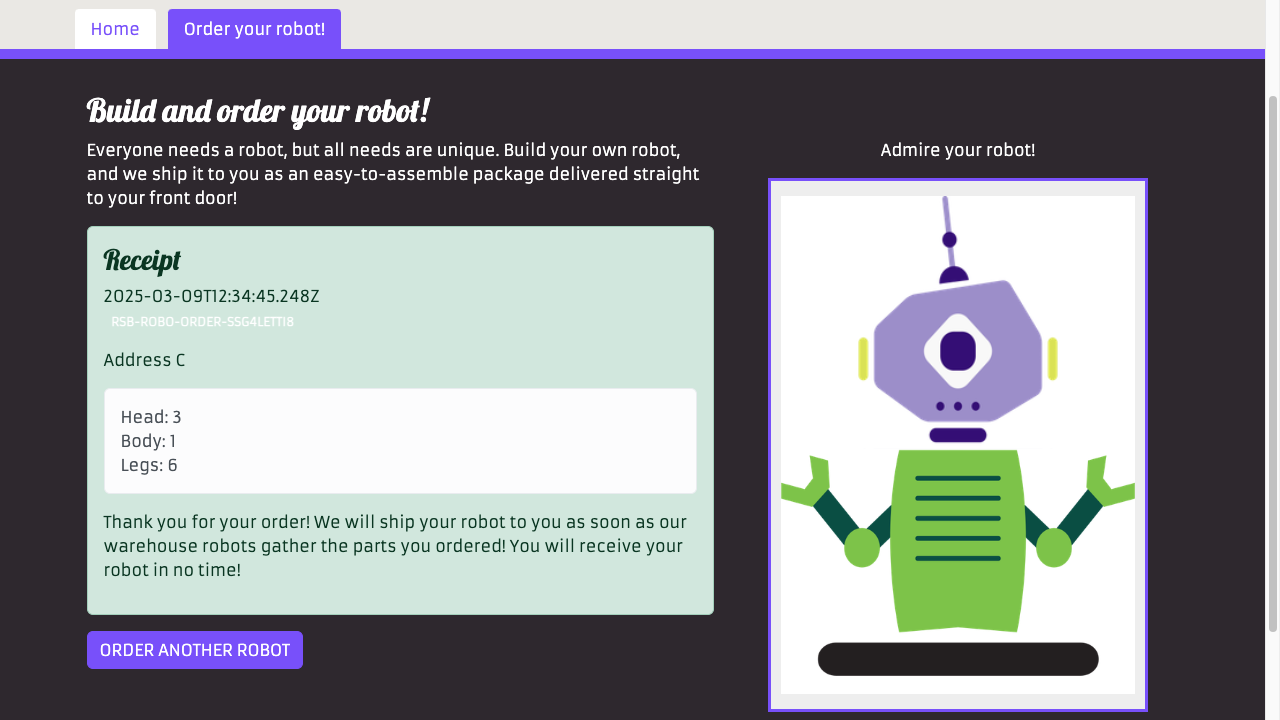 Home
Order your robot!
Build and order your robot!
Everyone needs a robot, but all needs are unique. Build your own robot,
and we ship it to you as an easy-to-assemble package delivered straight
to your front door!
Receipt
2025-03-09T12:34:45.248Z
RSB-ROBO-ORDER-SSG4LETT18
Address C
Head: 3
Body: 1
Legs: 6
Thank you for your order! We will ship your robot to you as soon as our
warehouse robots gather the parts you ordered! You will receive your
robot in no time!
ORDER ANOTHER ROBOT
Admire your robot!